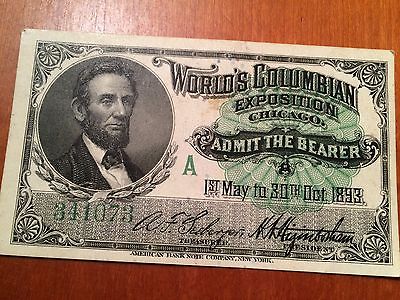 WORLD'S COLUMBIAN
EXPOSITION
CHICAGO,
ADMIT THE BEARER
A
1ST MAY TO 30TH OCT. 1893.
341073
TREASURER
PRESIDENT
AMERICAN BANK NOTE COMPANY, NEW YORK.